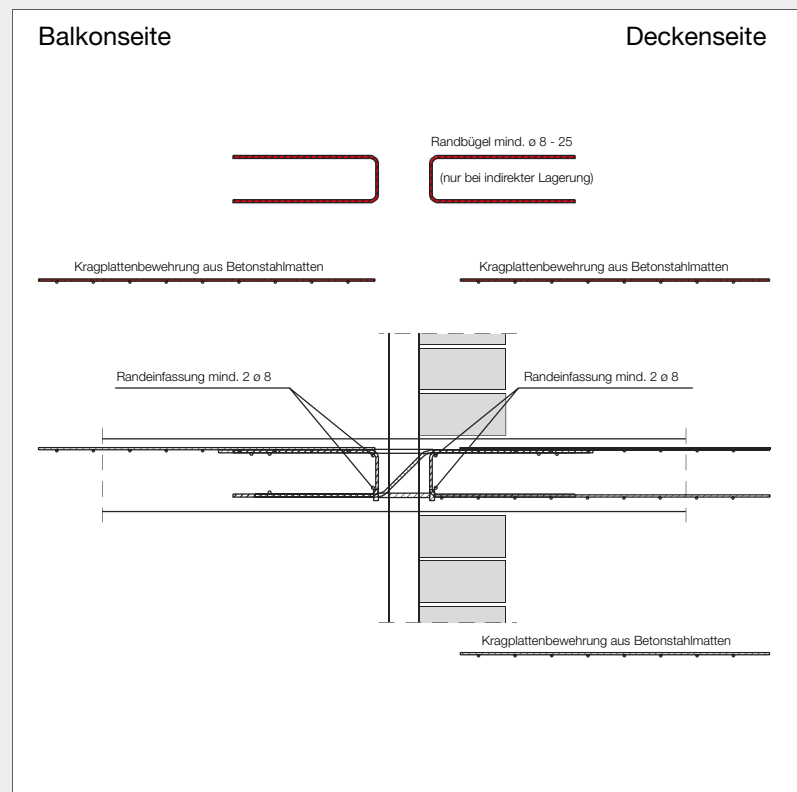 Balkonseite
Deckenseite
Randbügel mind. ø 8 - 25
(nur bei indirekter Lagerung)
Kragplattenbewehrung aus Betonstahlmatten
Kragplattenbewehrung aus Betonstahlmatten
Randeinfassung mind. 2 ø 8
Randeinfassung mind. 2 ø 8
Kragplattenbewehrung aus Betonstahlmatten